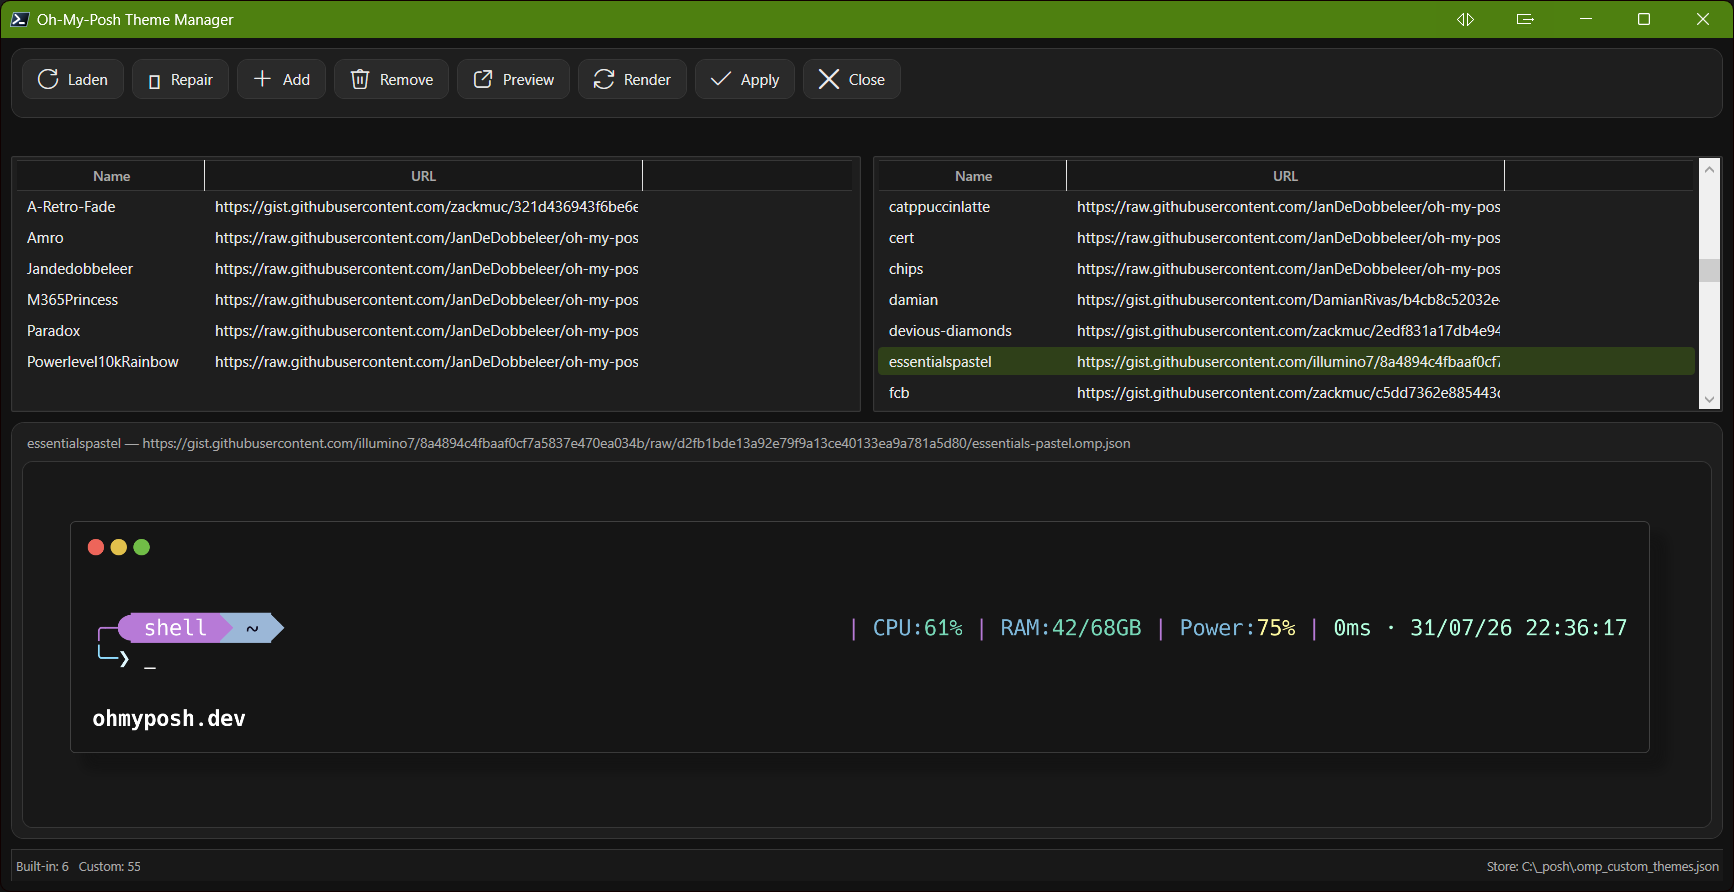 Oh-My-Posh Theme Manager
Laden Repair Add Remove Preview Render Apply Close
Name URL
A-Retro-Fade https://gist.githubusercontent.com/zackmuc/321d436943f6be6e
Amro https://raw.githubusercontent.com/JanDeDobbeleer/oh-my-pos
Jandedobbeleer https://raw.githubusercontent.com/JanDeDobbeleer/oh-my-pos
M365Princess https://raw.githubusercontent.com/JanDeDobbeleer/oh-my-pos
Paradox https://raw.githubusercontent.com/JanDeDobbeleer/oh-my-pos
Powerlevel10kRainbow https://raw.githubusercontent.com/JanDeDobbeleer/oh-my-pos
Name URL
catppuccinlatte https://raw.githubusercontent.com/JanDeDobbeleer/oh-my-pos
cert https://raw.githubusercontent.com/JanDeDobbeleer/oh-my-pos
chips https://raw.githubusercontent.com/JanDeDobbeleer/oh-my-pos
damian https://gist.githubusercontent.com/DamianRivas/b4cb8c52032e
devious-diamonds https://gist.githubusercontent.com/zackmuc/2edf831a17db4e94
essentialspastel https://gist.githubusercontent.com/illumino7/8a4894c4fbaaf0cf7
fcb https://gist.githubusercontent.com/zackmuc/c5dd7362e885443c
essentialspastel — https://gist.githubusercontent.com/illumino7/8a4894c4fbaaf0cf7a5837e470ea034b/raw/d2fb1bde13a92e79f9a13ce40133ea9a781a5d80/essentials-pastel.omp.json
shell ~ | CPU:61% | RAM:42/68GB | Power:75% | 0ms · 31/07/26 22:36:17
❯ _
ohmyposh.dev
Built-in: 6 Custom: 55 Store: C:\_posh\.omp_custom_themes.json